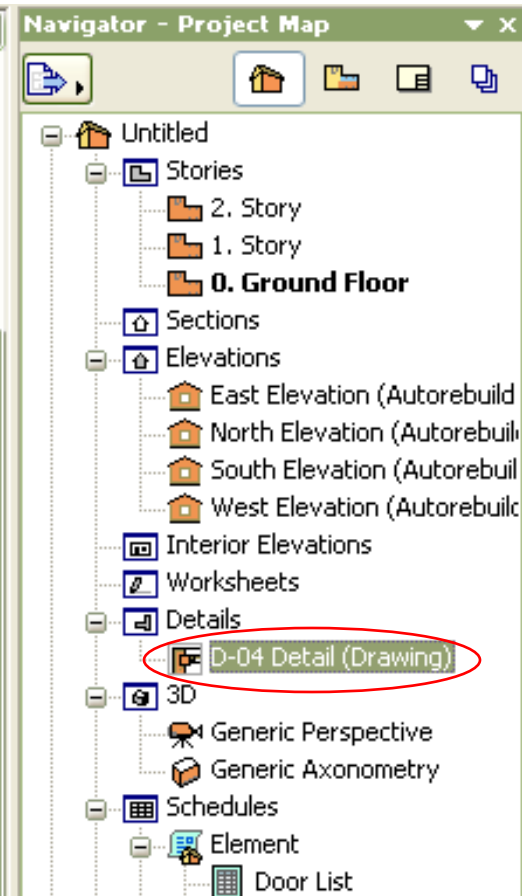 Navigator - Project Map
Untitled
Stories
2. Story
1. Story
0. Ground Floor
Sections
Elevations
East Elevation (Autorebuild
North Elevation (Autorebuil
South Elevation (Autorebuil
West Elevation (Autorebuilc
Interior Elevations
Worksheets
Details
D-04 Detail (Drawing)
3D
Generic Perspective
Generic Axonometry
Schedules
Element
Door List